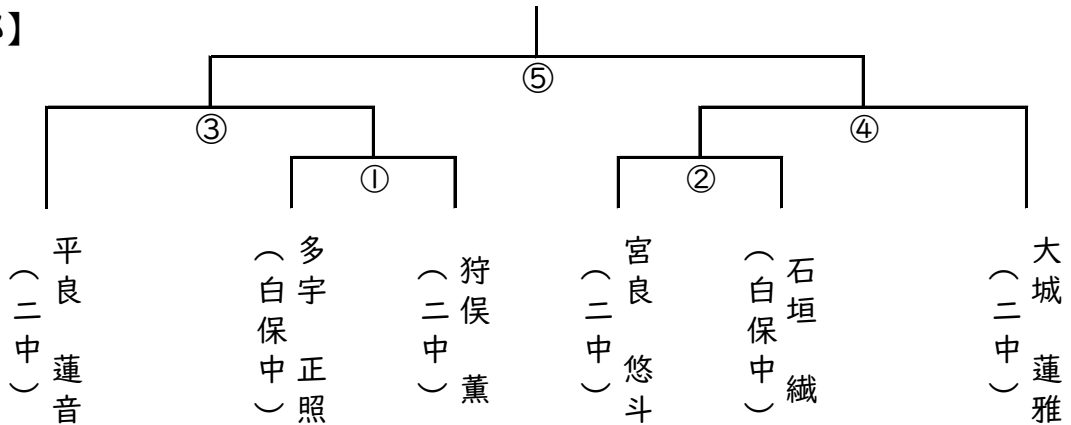 】
⑤
③
④
①
②
平良　蓮音
（二中）
多宇　正照
（白保中）
狩俣　薫
（二中）
宮良　悠斗
（二中）
石垣　繊
（白保中）
大城　蓮雅
（二中）